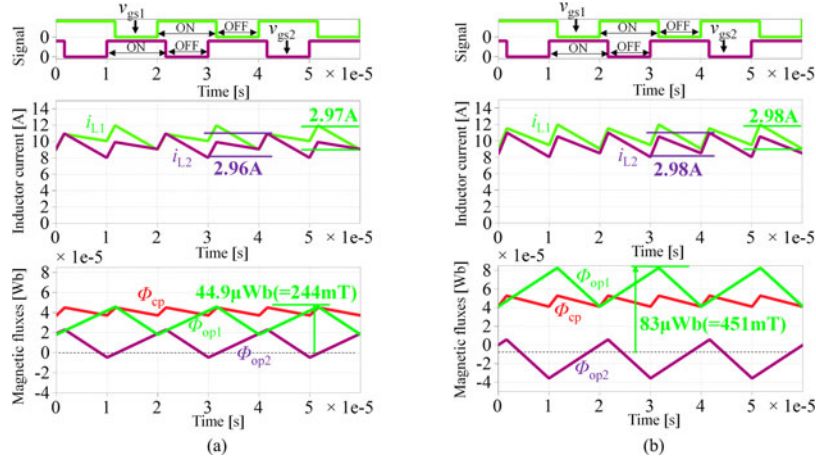 v_gs1
Signal
0
0
ON
OFF
ON
OFF
v_gs2
0 1 2 3 4 5 × 1e-5
Time [s]
Inductor current [A]
14
12
10
8
6
4
2
0
i_L1
i_L2
2.97A
2.96A
0 1 2 3 4 5 × 1e-5
Time [s]
× 1e-5
Magnetic fluxes [Wb]
8
6
4
2
0
-2
-4
Φ_cp
44.9μWb(=244mT)
Φ_op1
Φ_op2
0 1 2 3 4 5 × 1e-5
Time [s]
(a)
v_gs1
Signal
0
0
ON
OFF
ON
OFF
v_gs2
0 1 2 3 4 5 × 1e-5
Time [s]
Inductor current [A]
14
12
10
8
6
4
2
0
i_L1
i_L2
2.98A
2.98A
0 1 2 3 4 5 × 1e-5
Time [s]
× 1e-5
Magnetic fluxes [Wb]
8
6
4
2
0
-2
-4
Φ_op1
Φ_cp
83μWb(=451mT)
Φ_op2
0 1 2 3 4 5 × 1e-5
Time [s]
(b)